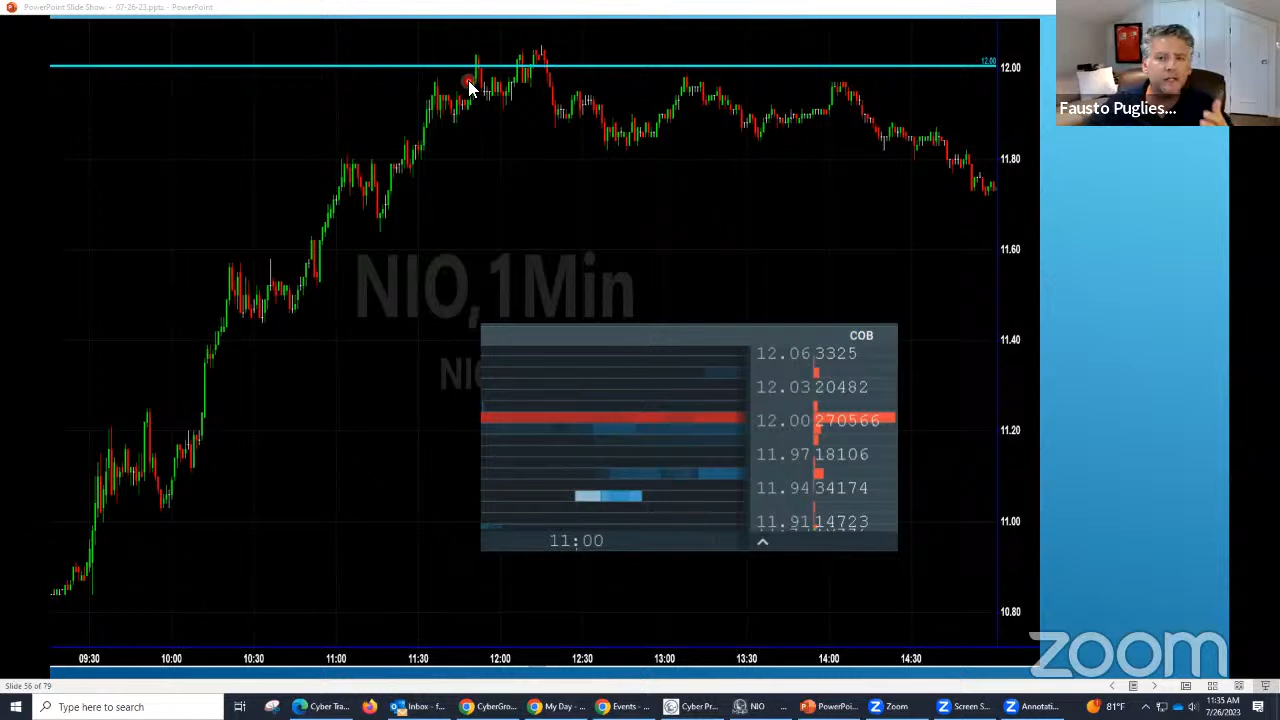 PowerPoint Slide Show - 07-26-23.pptx - PowerPoint
Fausto Puglies...
12.00
12.00
11.80
11.60
11.40
11.20
11.00
10.80
NIO, 1Min
NIO
COB
12.06 3325
12.03 20482
12.00 270566
11.97 18106
11.94 34174
11.91 14723
11:00
09:30 10:00 10:30 11:00 11:30 12:00 12:30 13:00 13:30 14:00 14:30
zoom
Slide 56 of 79
Type here to search
Cyber Tra...
Inbox - f...
CyberGro...
My Day -...
Events -...
Cyber Pr...
NIO
PowerPoi...
Zoom
Screen S...
Annotati...
81°F
11:35 AM
7/26/2023